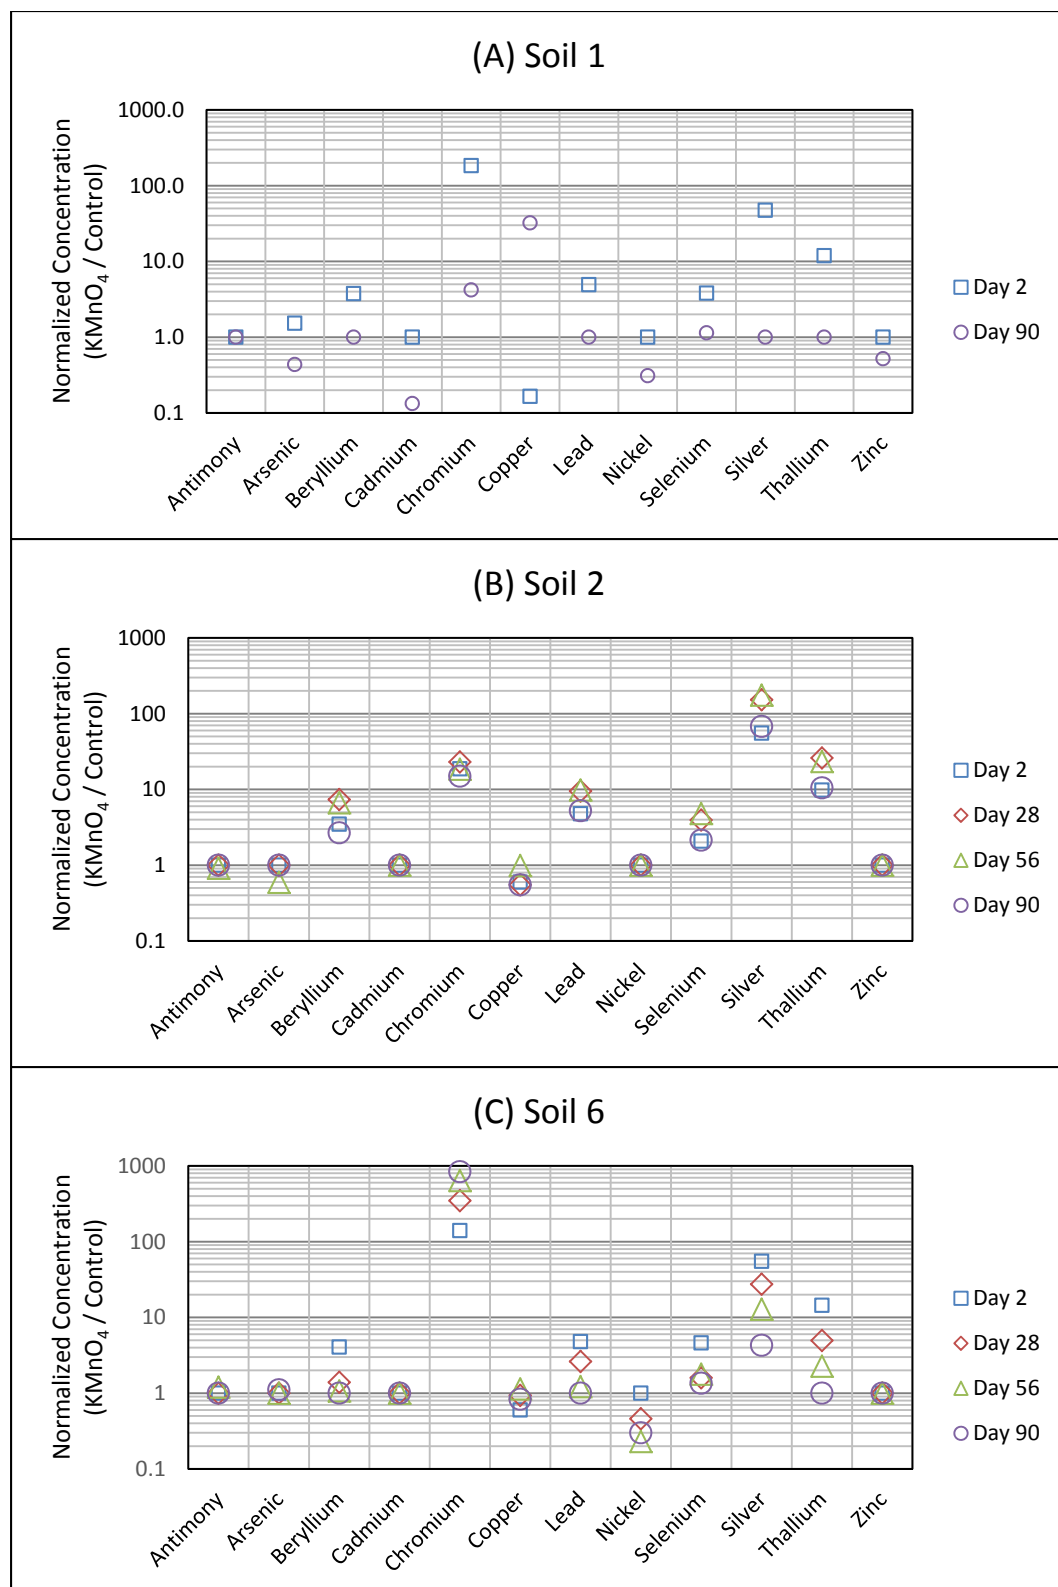 (A) Soil 1
Normalized Concentration
(KMnO4 / Control)
1000.0
100.0
10.0
1.0
0.1
Antimony
Arsenic
Beryllium
Cadmium
Chromium
Copper
Lead
Nickel
Selenium
Silver
Thallium
Zinc
Day 2
Day 90
(B) Soil 2
Normalized Concentration
(KMnO4 / Control)
1000
100
10
1
0.1
Antimony
Arsenic
Beryllium
Cadmium
Chromium
Copper
Lead
Nickel
Selenium
Silver
Thallium
Zinc
Day 2
Day 28
Day 56
Day 90
(C) Soil 6
Normalized Concentration
(KMnO4 / Control)
1000
100
10
1
0.1
Antimony
Arsenic
Beryllium
Cadmium
Chromium
Copper
Lead
Nickel
Selenium
Silver
Thallium
Zinc
Day 2
Day 28
Day 56
Day 90